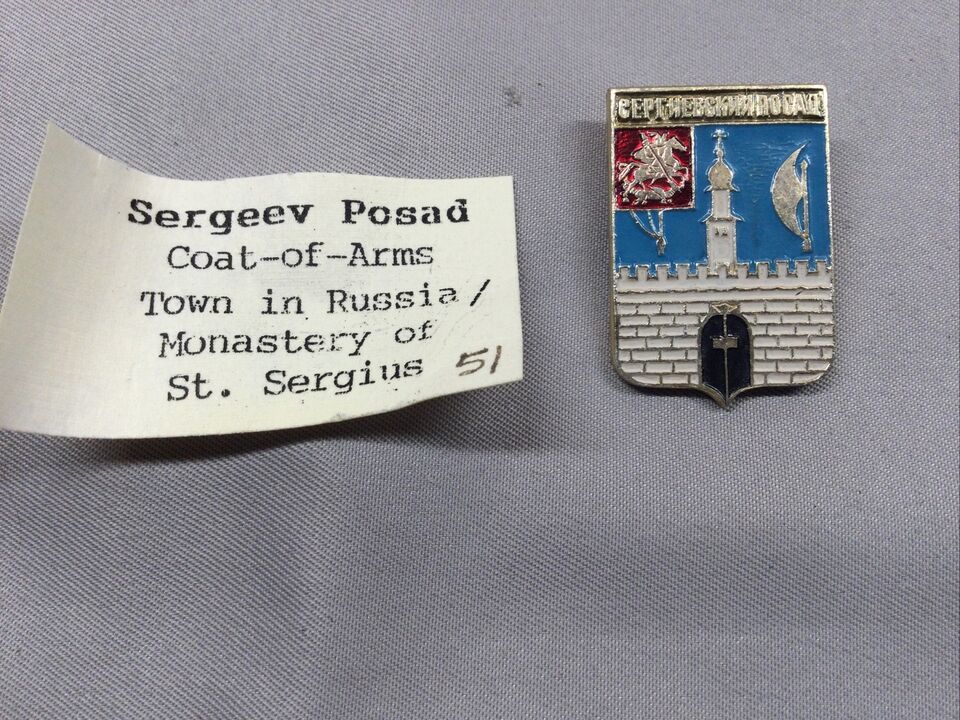 Sergeev Posad
Coat-of-Arms
Town in Russia/
Monastery of
St. Sergius 51
СЕРГИЕВСКИЙ ПОСАД